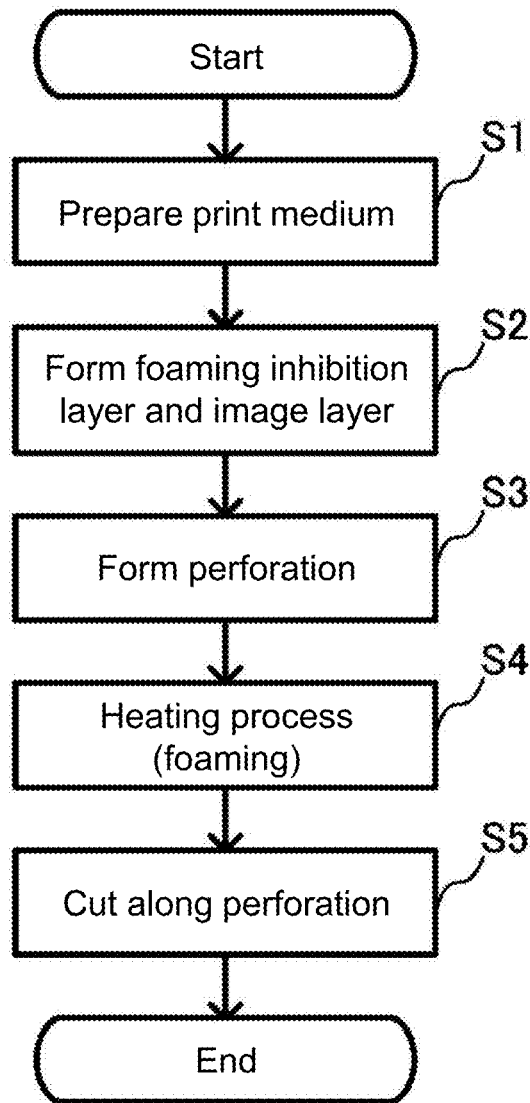 Start
S1
Prepare print medium
S2
Form foaming inhibition
layer and image layer
S3
Form perforation
S4
Heating process
(foaming)
S5
Cut along perforation
End